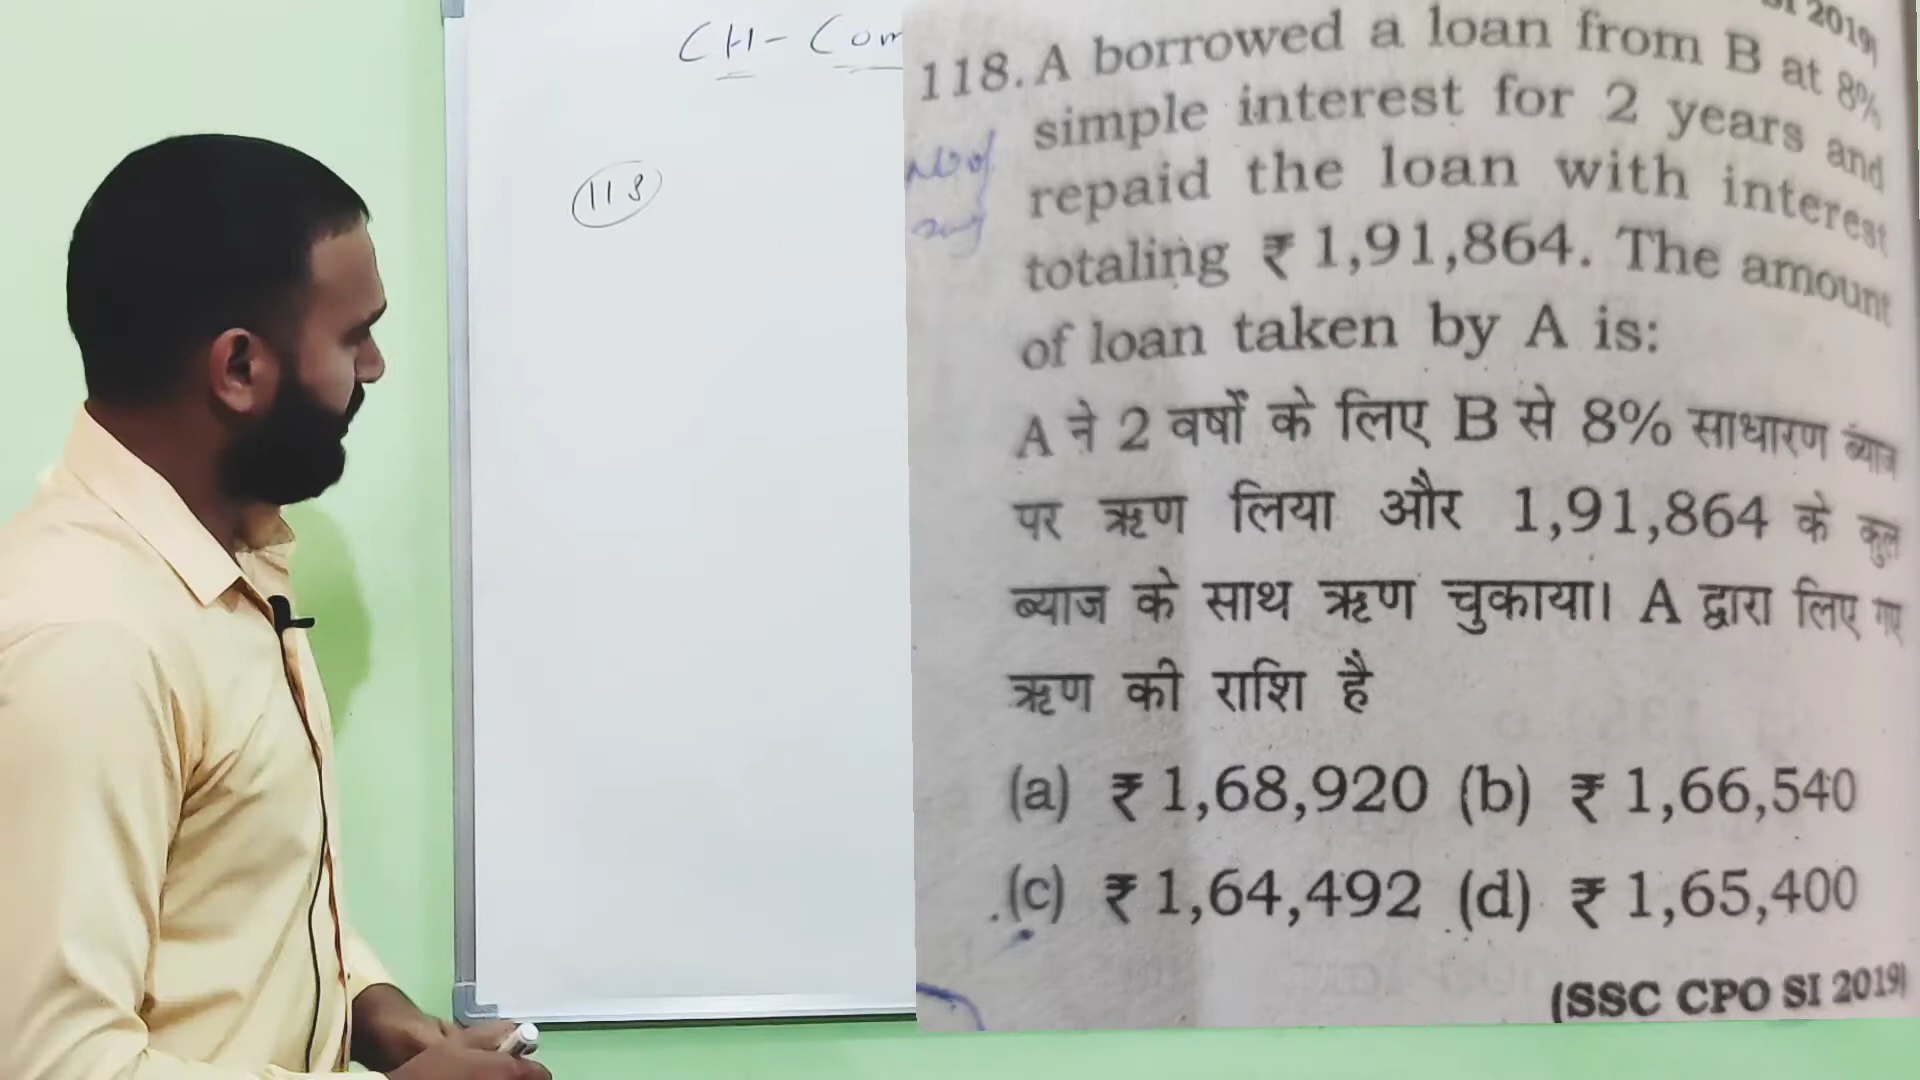 CH- Com
118
SI 2019)
118. A borrowed a loan from B at 8%
simple interest for 2 years and
repaid the loan with interest
totaling ₹ 1,91,864. The amount
of loan taken by A is:
A ने 2 वर्षों के लिए B से 8% साधारण ब्याज
पर ऋण लिया और 1,91,864 के कुल
ब्याज के साथ ऋण चुकाया। A द्वारा लिए गए
ऋण की राशि है
(a) ₹ 1,68,920 (b) ₹ 1,66,540
(c) ₹ 1,64,492 (d) ₹ 1,65,400
(SSC CPO SI 2019)